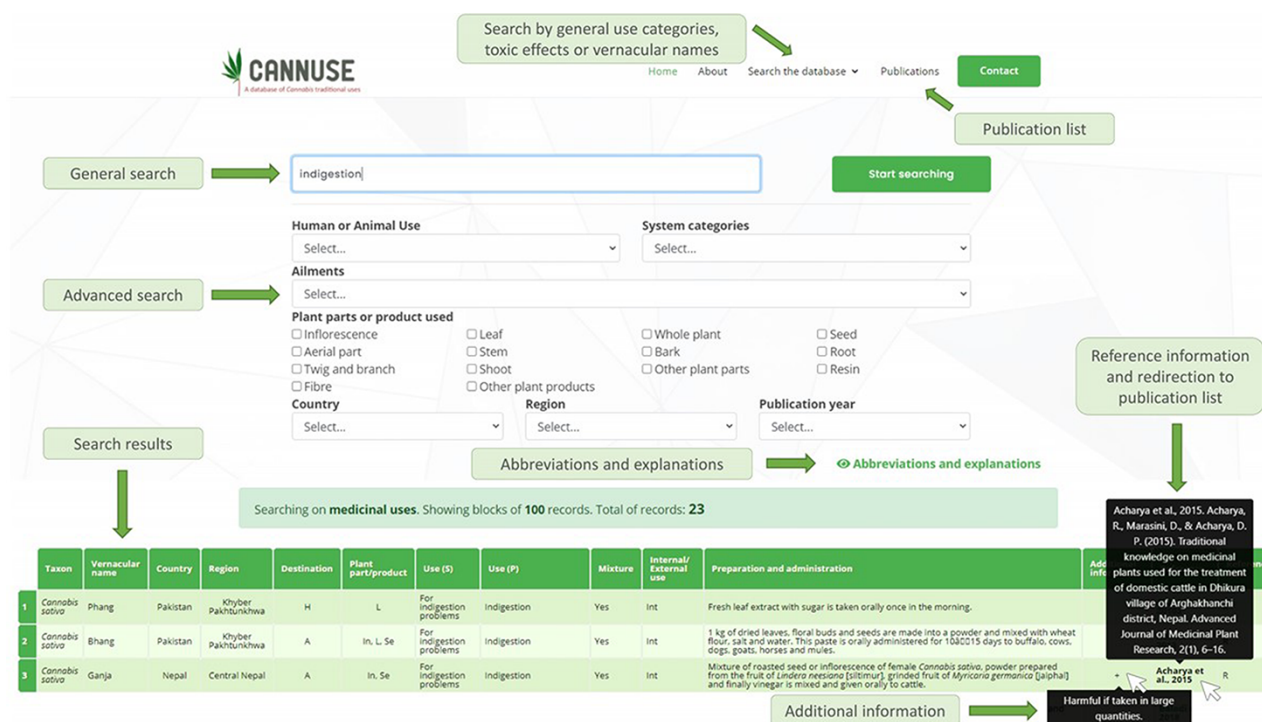 Search by general use categories,
toxic effects or vernacular names
CANNUSE
A database of Cannabis traditional uses
Home About Search the database Publications Contact
Publication list
General search
indigestion
Start searching
Human or Animal Use System categories
Select... Select...
Ailments
Advanced search
Select...
Plant parts or product used
Inflorescence Leaf Whole plant Seed
Aerial part Stem Bark Root
Twig and branch Shoot Other plant parts Resin
Fibre Other plant products
Reference information
and redirection to
publication list
Country Region Publication year
Select... Select... Select...
Search results
Abbreviations and explanations
Abbreviations and explanations
Searching on medicinal uses. Showing blocks of 100 records. Total of records: 23
Acharya et al., 2015. Acharya,
R., Marasini, D., & Acharya, D.
P. (2015). Traditional
knowledge on medicinal
plants used for the treatment
of domestic cattle in Dhikura
village of Arghakhanchi
district, Nepal. Advanced
Journal of Medicinal Plant
Research, 2(1), 6–16.
Taxon
Vernacular
name
Country
Region
Destination
Plant
part/product
Use (S)
Use (P)
Mixture
Internal/
External
use
Preparation and administration
1
Cannabis
sativa
Phang
Pakistan
Khyber
Pakhtunkhwa
H
L
For
indigestion
problems
Indigestion
Yes
Int
Fresh leaf extract with sugar is taken orally once in the morning.
2
Cannabis
sativa
Bhang
Pakistan
Khyber
Pakhtunkhwa
A
In, L, Se
For
indigestion
problems
Indigestion
Yes
Int
1 kg of dried leaves, floral buds and seeds are made into a powder and mixed with wheat
flour, salt and water. This paste is orally administered for days to buffalo, cows,
dogs, goats, horses and mules.
3
Cannabis
sativa
Ganja
Nepal
Central Nepal
A
In, Se
For
indigestion
problems
Indigestion
Yes
Int
Mixture of roasted seed or inflorescence of female Cannabis sativa, powder prepared
from the fruit of Lindera neesiana [siltimur], grinded fruit of Myricaria germanica [jaiphal]
and finally vinegar is mixed and given orally to cattle.
+
Acharya et
al., 2015
R
Additional information
Harmful if taken in large
quantities.